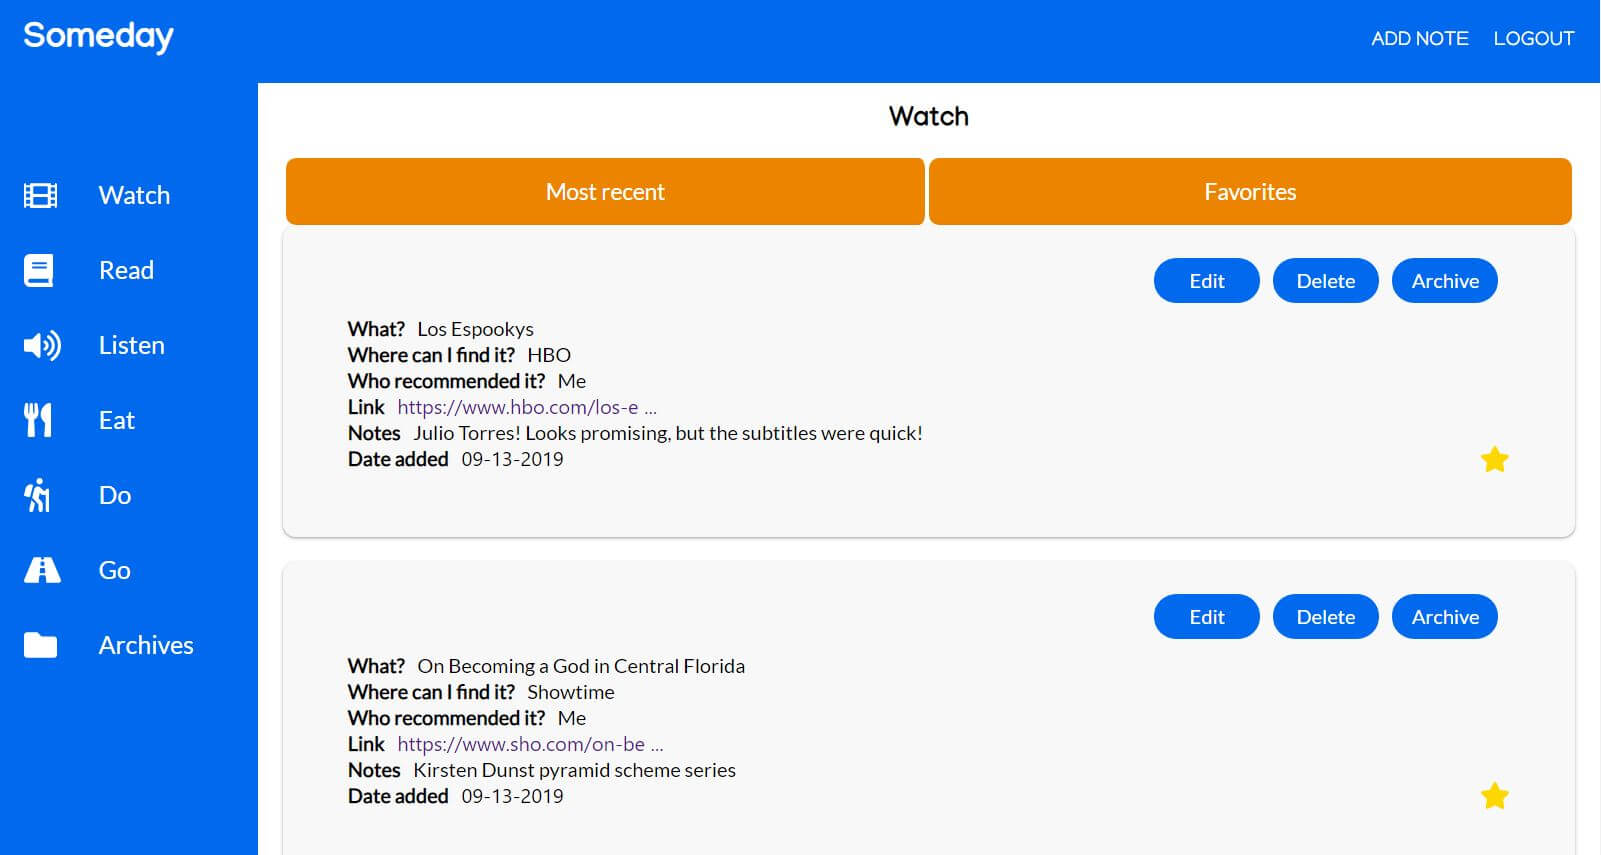 Someday
ADD NOTE LOGOUT
Watch
Read
Listen
Eat
Do
Go
Archives
Watch
Most recent Favorites
Edit Delete Archive
What? Los Espookys
Where can I find it? HBO
Who recommended it? Me
Link https://www.hbo.com/los-e ...
Notes Julio Torres! Looks promising, but the subtitles were quick!
Date added 09-13-2019
Edit Delete Archive
What? On Becoming a God in Central Florida
Where can I find it? Showtime
Who recommended it? Me
Link https://www.sho.com/on-be ...
Notes Kirsten Dunst pyramid scheme series
Date added 09-13-2019